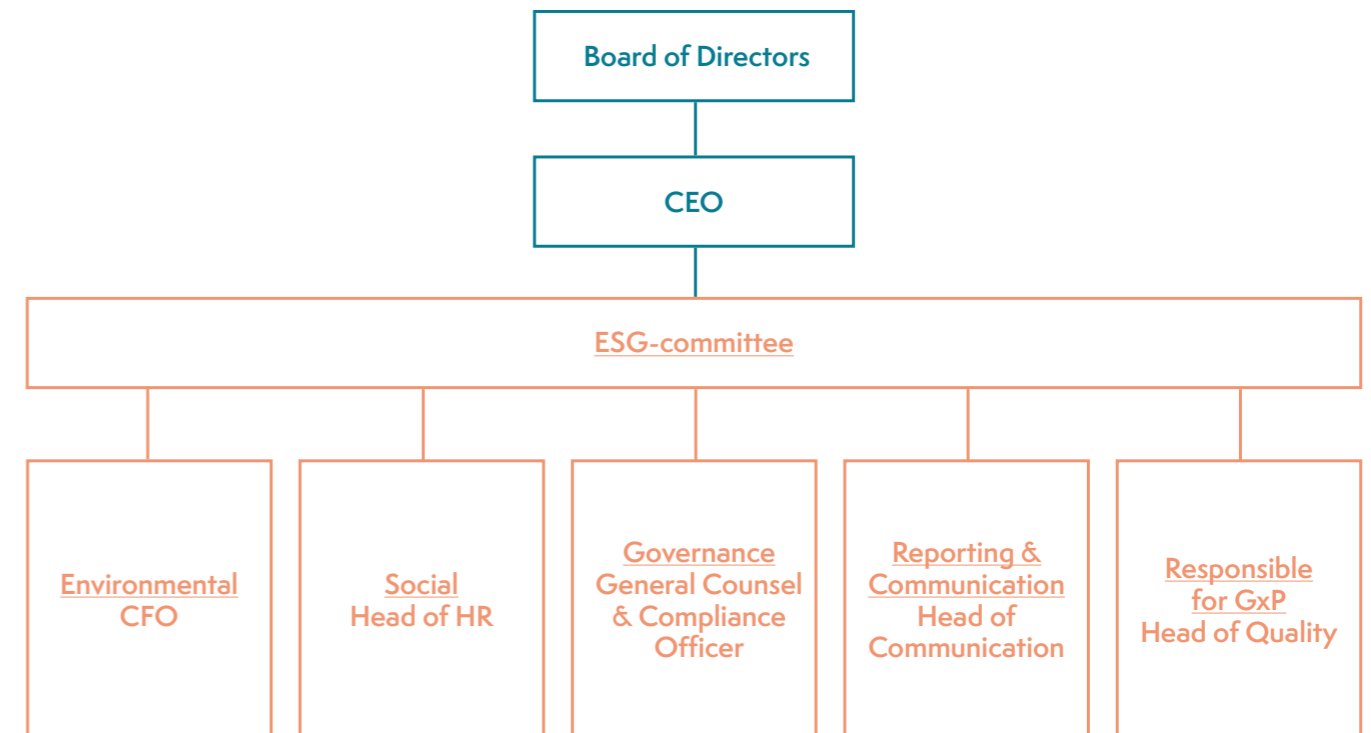 Board of Directors
CEO
ESG-committee
Environmental
CFO
Social
Head of HR
Governance
General Counsel
& Compliance
Officer
Reporting &
Communication
Head of
Communication
Responsible
for GxP
Head of Quality